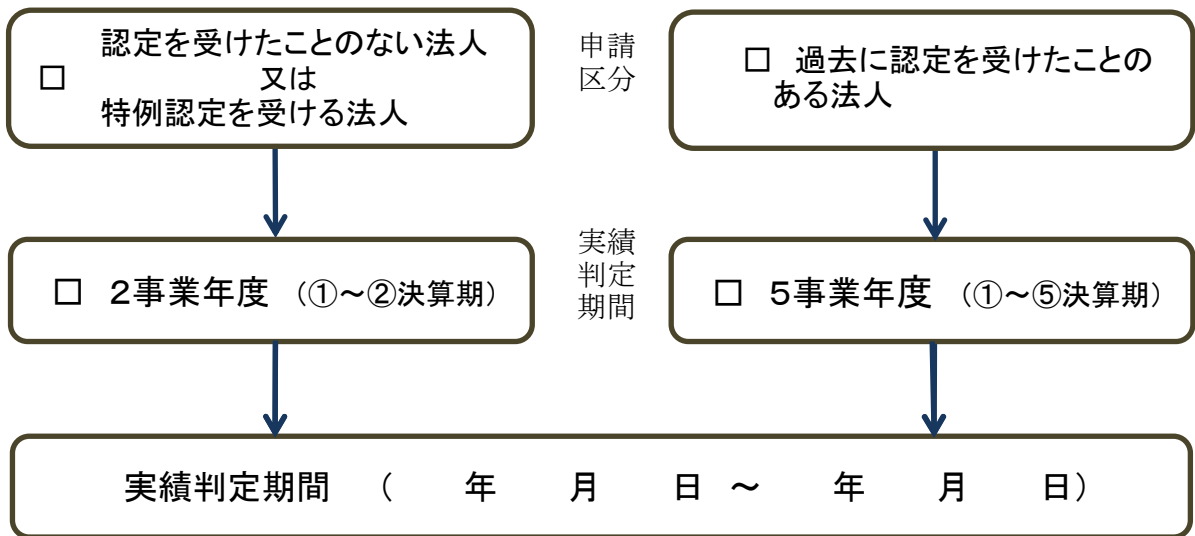 認定を受けたことのない法人
□ 又は
特例認定を受ける法人
申請
区分
□ 過去に認定を受けたことの
ある法人
□ 2事業年度 (①~②決算期)
実績
判定
期間
□ 5事業年度 (①~⑤決算期)
実績判定期間 ( 年 月 日 ~ 年 月 日)